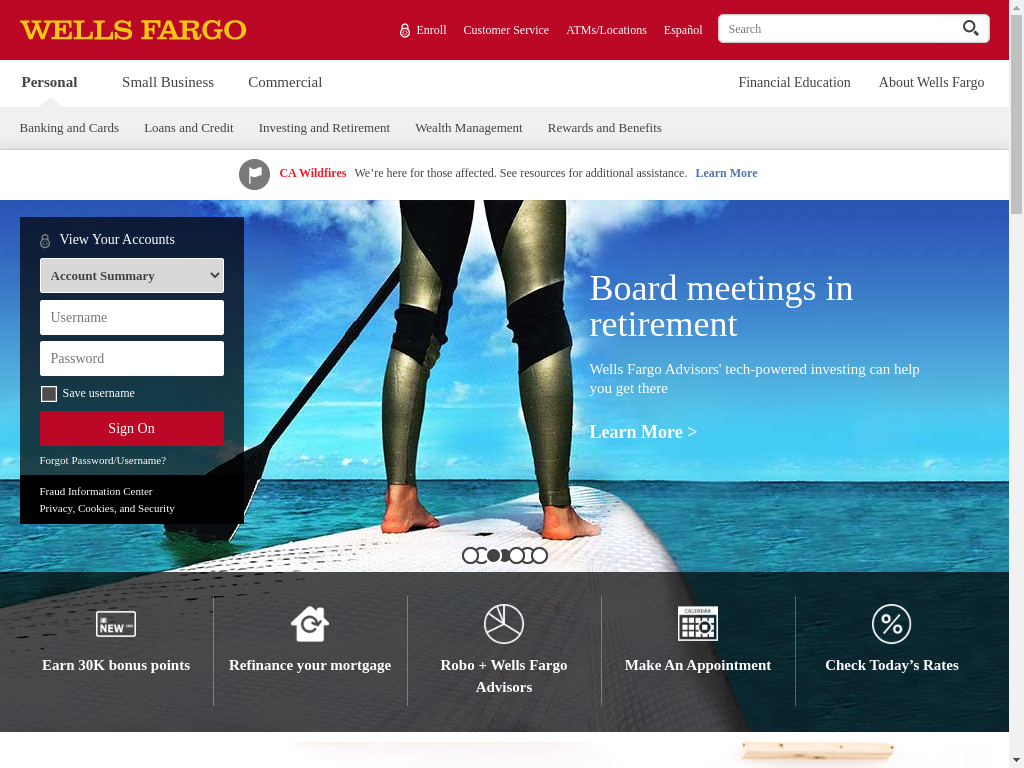 WELLS FARGO
Enroll Customer Service ATMs/Locations Español Search
Personal Small Business Commercial Financial Education About Wells Fargo
Banking and Cards Loans and Credit Investing and Retirement Wealth Management Rewards and Benefits
CA Wildfires We’re here for those affected. See resources for additional assistance. Learn More
View Your Accounts
Account Summary
Username
Password
Save username
Sign On
Forgot Password/Username?
Fraud Information Center
Privacy, Cookies, and Security
Board meetings in
retirement
Wells Fargo Advisors' tech-powered investing can help
you get there
Learn More >
NEW
CALENDAR
Earn 30K bonus points
Refinance your mortgage
Robo + Wells Fargo
Advisors
Make An Appointment
Check Today’s Rates